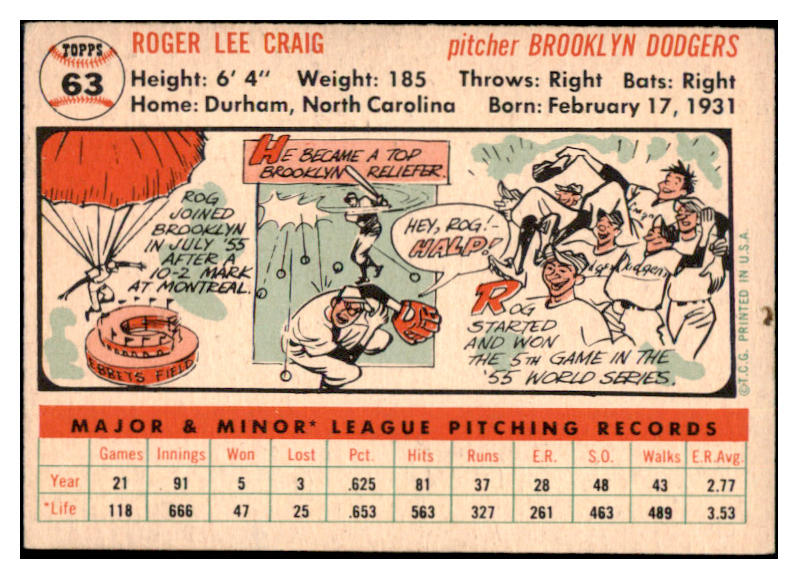 TOPPS
63
ROGER LEE CRAIG
pitcher BROOKLYN DODGERS
Height: 6' 4" Weight: 185 Throws: Right Bats: Right
Home: Durham, North Carolina Born: February 17, 1931
ROG
JOINED
BROOKLYN
IN JULY '55
AFTER A
10-2 MARK
AT MONTREAL.
EBBETS FIELD
HE BECAME A TOP
BROOKLYN RELIEFER.
HEY, ROG!-
HALP!
Dodgers
ROG
STARTED
AND WON
THE 5TH GAME IN THE
'55 WORLD SERIES.
©T.C.G. PRINTED IN U.S.A.
MAJOR & MINOR* LEAGUE PITCHING RECORDS
Games Innings Won Lost Pct. Hits Runs E.R. S.O. Walks E.R.Avg.
Year 21 91 5 3 .625 81 37 28 48 43 2.77
*Life 118 666 47 25 .653 563 327 261 463 489 3.53